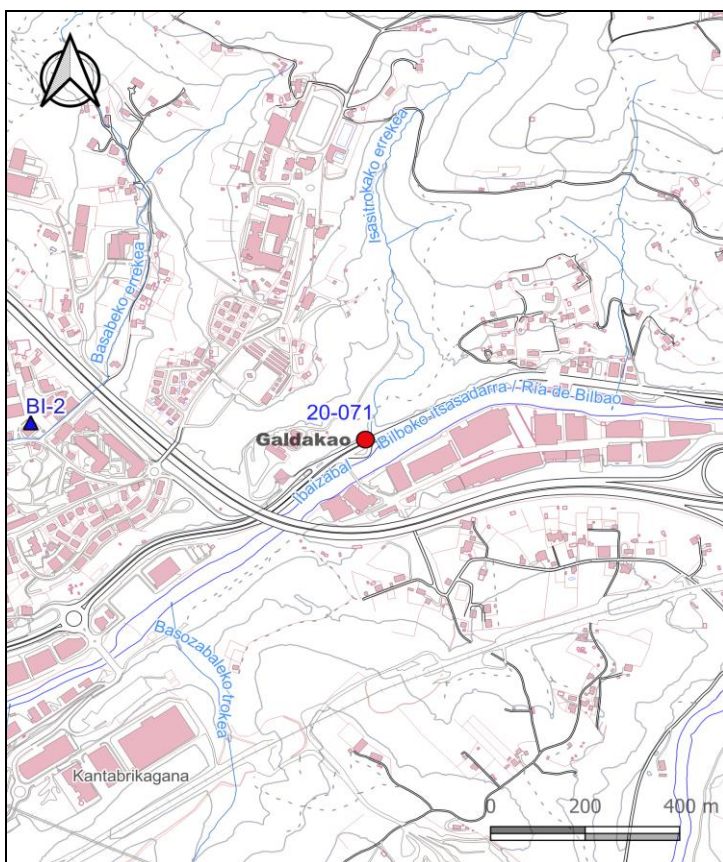 Isasitrokako errekea
Basabeko errekea
BI-2
20-071
Galdakao
Ibaizabal - Bilboko Itsasadarra / Ría de Bilbao
Basozabaleko trokea
Kantabrikagana
0 200 400 m